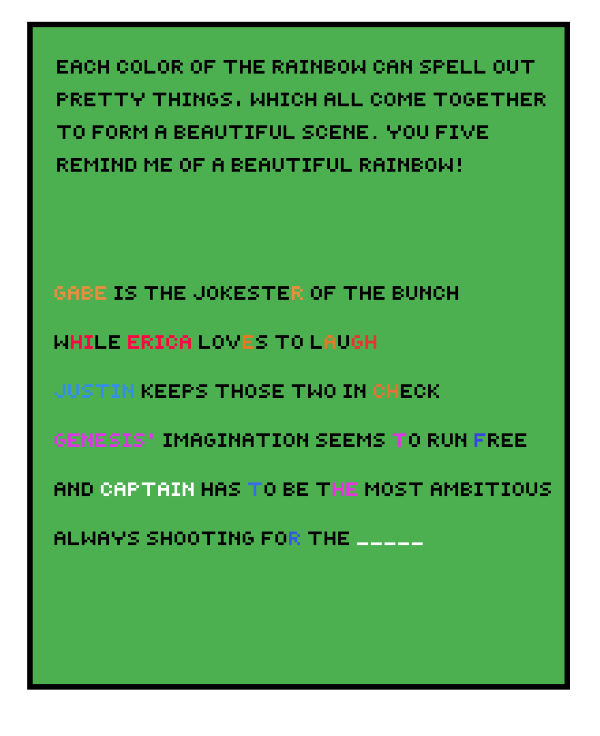 EACH COLOR OF THE RAINBOW CAN SPELL OUT
PRETTY THINGS, WHICH ALL COME TOGETHER
TO FORM A BEAUTIFUL SCENE. YOU FIVE
REMIND ME OF A BEAUTIFUL RAINBOW!
GABE IS THE JOKESTER OF THE BUNCH
WHILE ERICA LOVES TO LAUGH
JUSTIN KEEPS THOSE TWO IN CHECK
GENESIS' IMAGINATION SEEMS TO RUN FREE
AND CAPTAIN HAS TO BE THE MOST AMBITIOUS
ALWAYS SHOOTING FOR THE _____